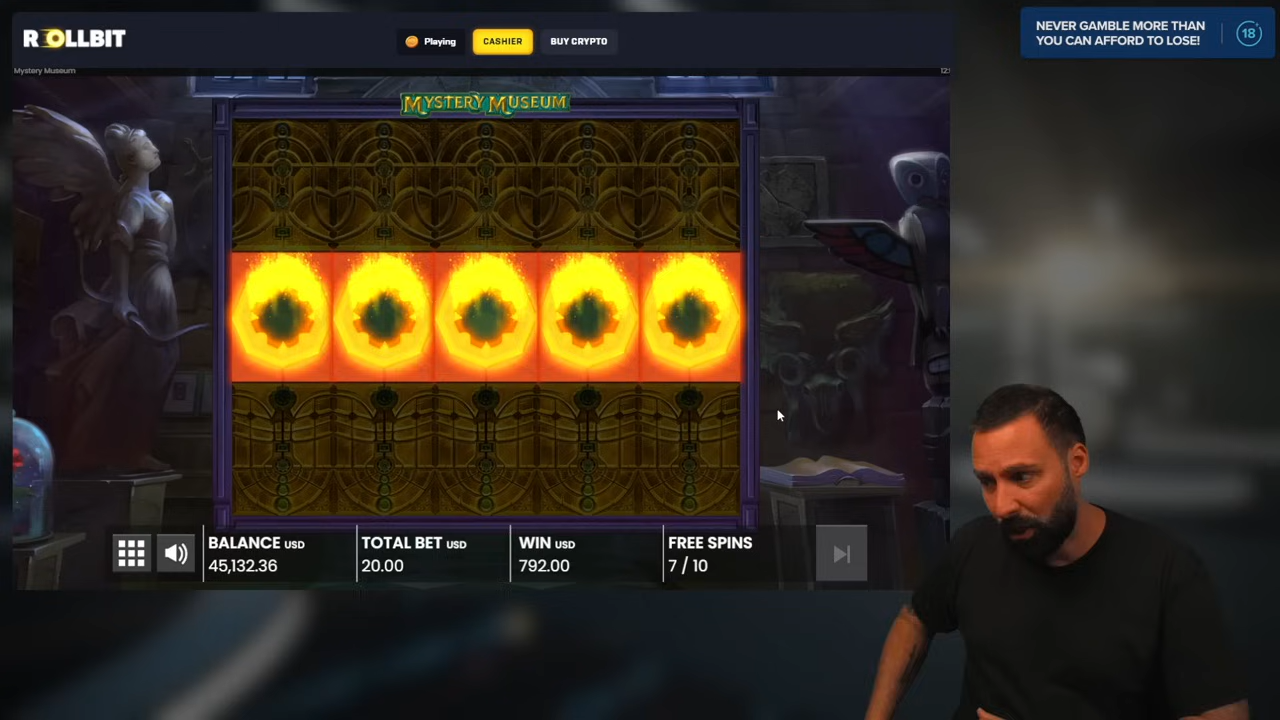 ROLLBIT
Playing
CASHIER
BUY CRYPTO
NEVER GAMBLE MORE THAN
YOU CAN AFFORD TO LOSE!
18
Mystery Museum
MYSTERY MUSEUM
BALANCE USD
45,132.36
TOTAL BET USD
20.00
WIN USD
792.00
FREE SPINS
7 / 10